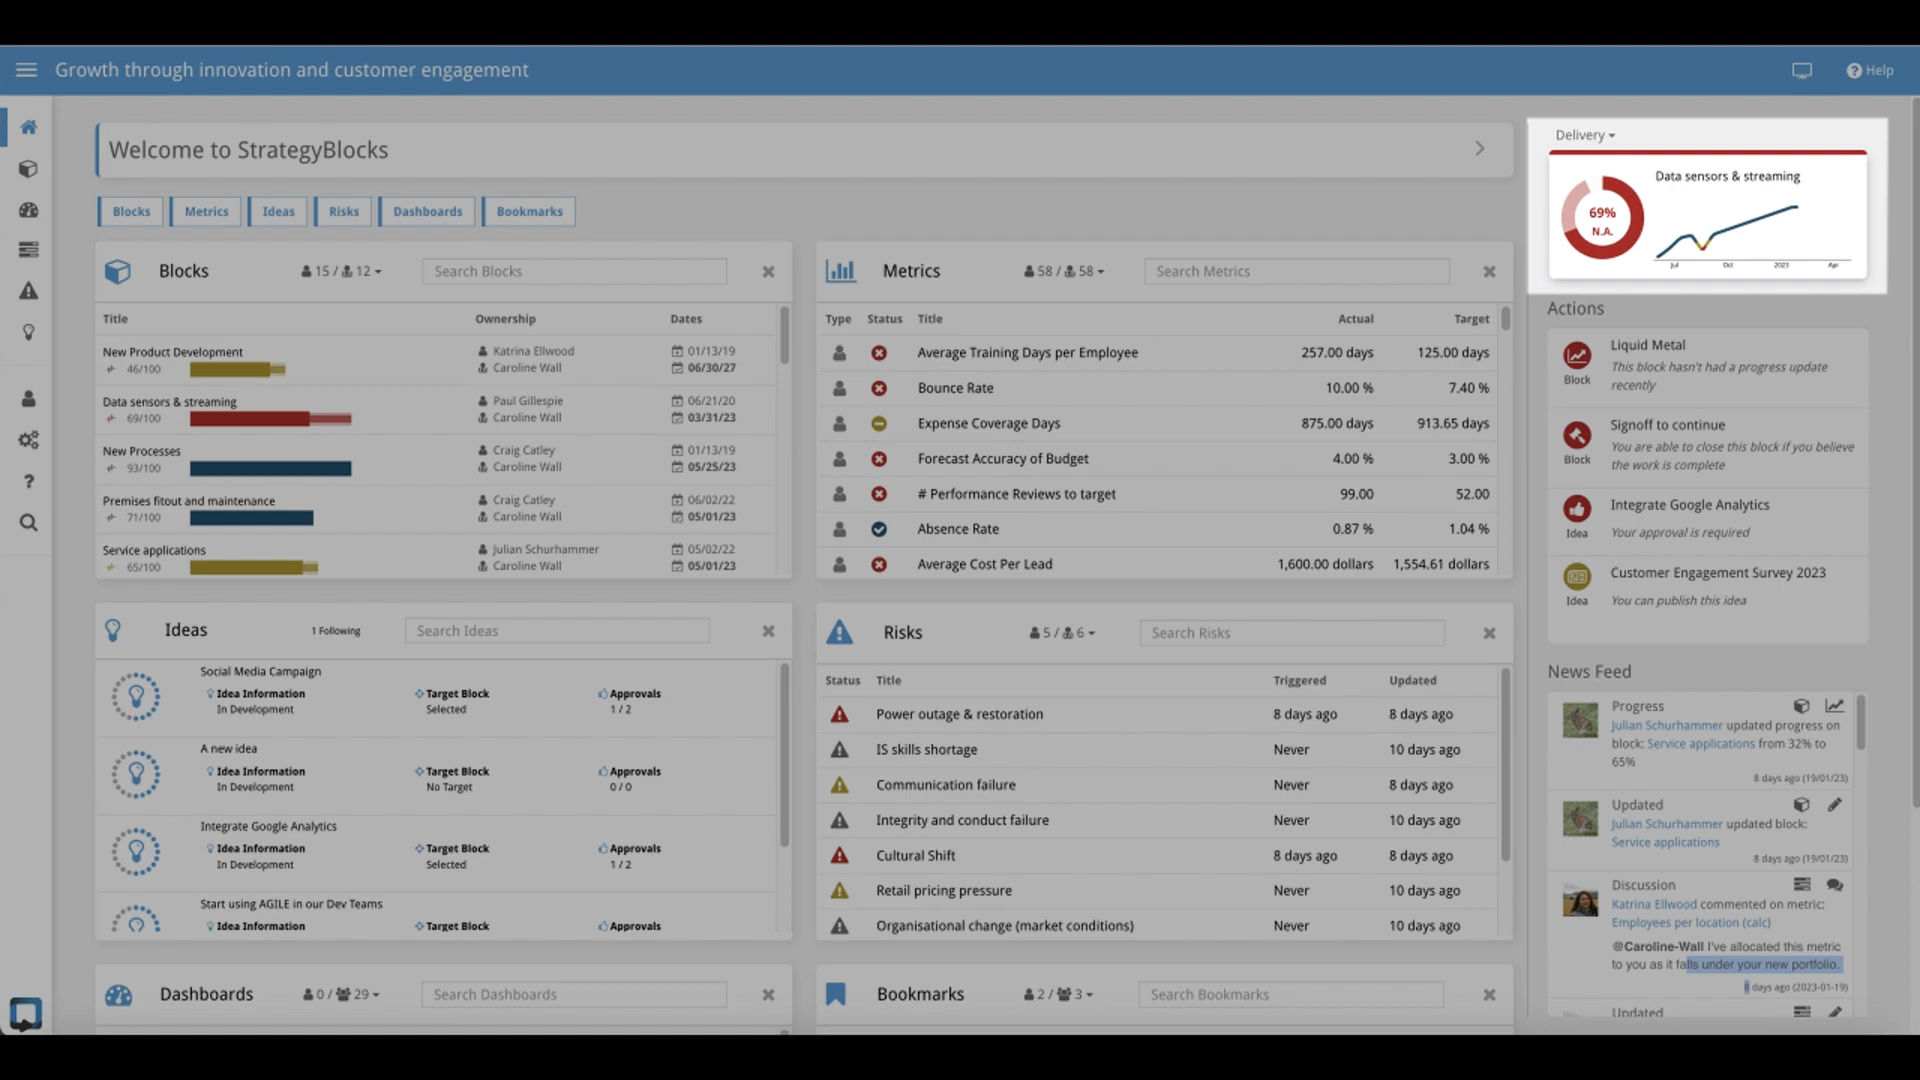 Growth through innovation and customer engagement
Help
Welcome to StrategyBlocks
Blocks Metrics Ideas Risks Dashboards Bookmarks
Blocks 15 / 12 Search Blocks
Title Ownership Dates
New Product Development Katrina Ellwood 01/13/19
46/100 Caroline Wall 06/30/27
Data sensors & streaming Paul Gillespie 06/21/20
69/100 Caroline Wall 03/31/23
New Processes Craig Catley 01/13/19
93/100 Caroline Wall 05/25/23
Premises fitout and maintenance Craig Catley 06/02/22
71/100 Caroline Wall 05/01/23
Service applications Julian Schurhammer 05/02/22
65/100 Caroline Wall 05/01/23
Metrics 58 / 58 Search Metrics
Type Status Title Actual Target
Average Training Days per Employee 257.00 days 125.00 days
Bounce Rate 10.00 % 7.40 %
Expense Coverage Days 875.00 days 913.65 days
Forecast Accuracy of Budget 4.00 % 3.00 %
# Performance Reviews to target 99.00 52.00
Absence Rate 0.87 % 1.04 %
Average Cost Per Lead 1,600.00 dollars 1,554.61 dollars
Ideas 1 Following Search Ideas
Social Media Campaign
Idea Information Target Block Approvals
In Development Selected 1 / 2
A new idea
Idea Information Target Block Approvals
In Development No Target 0 / 0
Integrate Google Analytics
Idea Information Target Block Approvals
In Development Selected 1 / 2
Start using AGILE in our Dev Teams
Idea Information Target Block Approvals
Risks 5 / 6 Search Risks
Status Title Triggered Updated
Power outage & restoration 8 days ago 8 days ago
IS skills shortage Never 10 days ago
Communication failure Never 8 days ago
Integrity and conduct failure Never 10 days ago
Cultural Shift 8 days ago 8 days ago
Retail pricing pressure Never 10 days ago
Organisational change (market conditions) Never 10 days ago
Dashboards 0 / 29 Search Dashboards
Bookmarks 2 / 3 Search Bookmarks
Delivery
Data sensors & streaming
69%
N.A.
Jul Oct 2023 Apr
Actions
Liquid Metal
This block hasn't had a progress update
Block
recently
Signoff to continue
You are able to close this block if you believe
Block
the work is complete
Integrate Google Analytics
Idea Your approval is required
Customer Engagement Survey 2023
Idea You can publish this idea
News Feed
Progress
Julian Schurhammer updated progress on
block: Service applications from 32% to
65%
8 days ago (19/01/23)
Updated
Julian Schurhammer updated block:
Service applications
8 days ago (19/01/23)
Discussion
Katrina Ellwood commented on metric:
Employees per location (calc)
@Caroline-Wall I've allocated this metric
to you as it falls under your new portfolio.
8 days ago (2023-01-19)
Updated